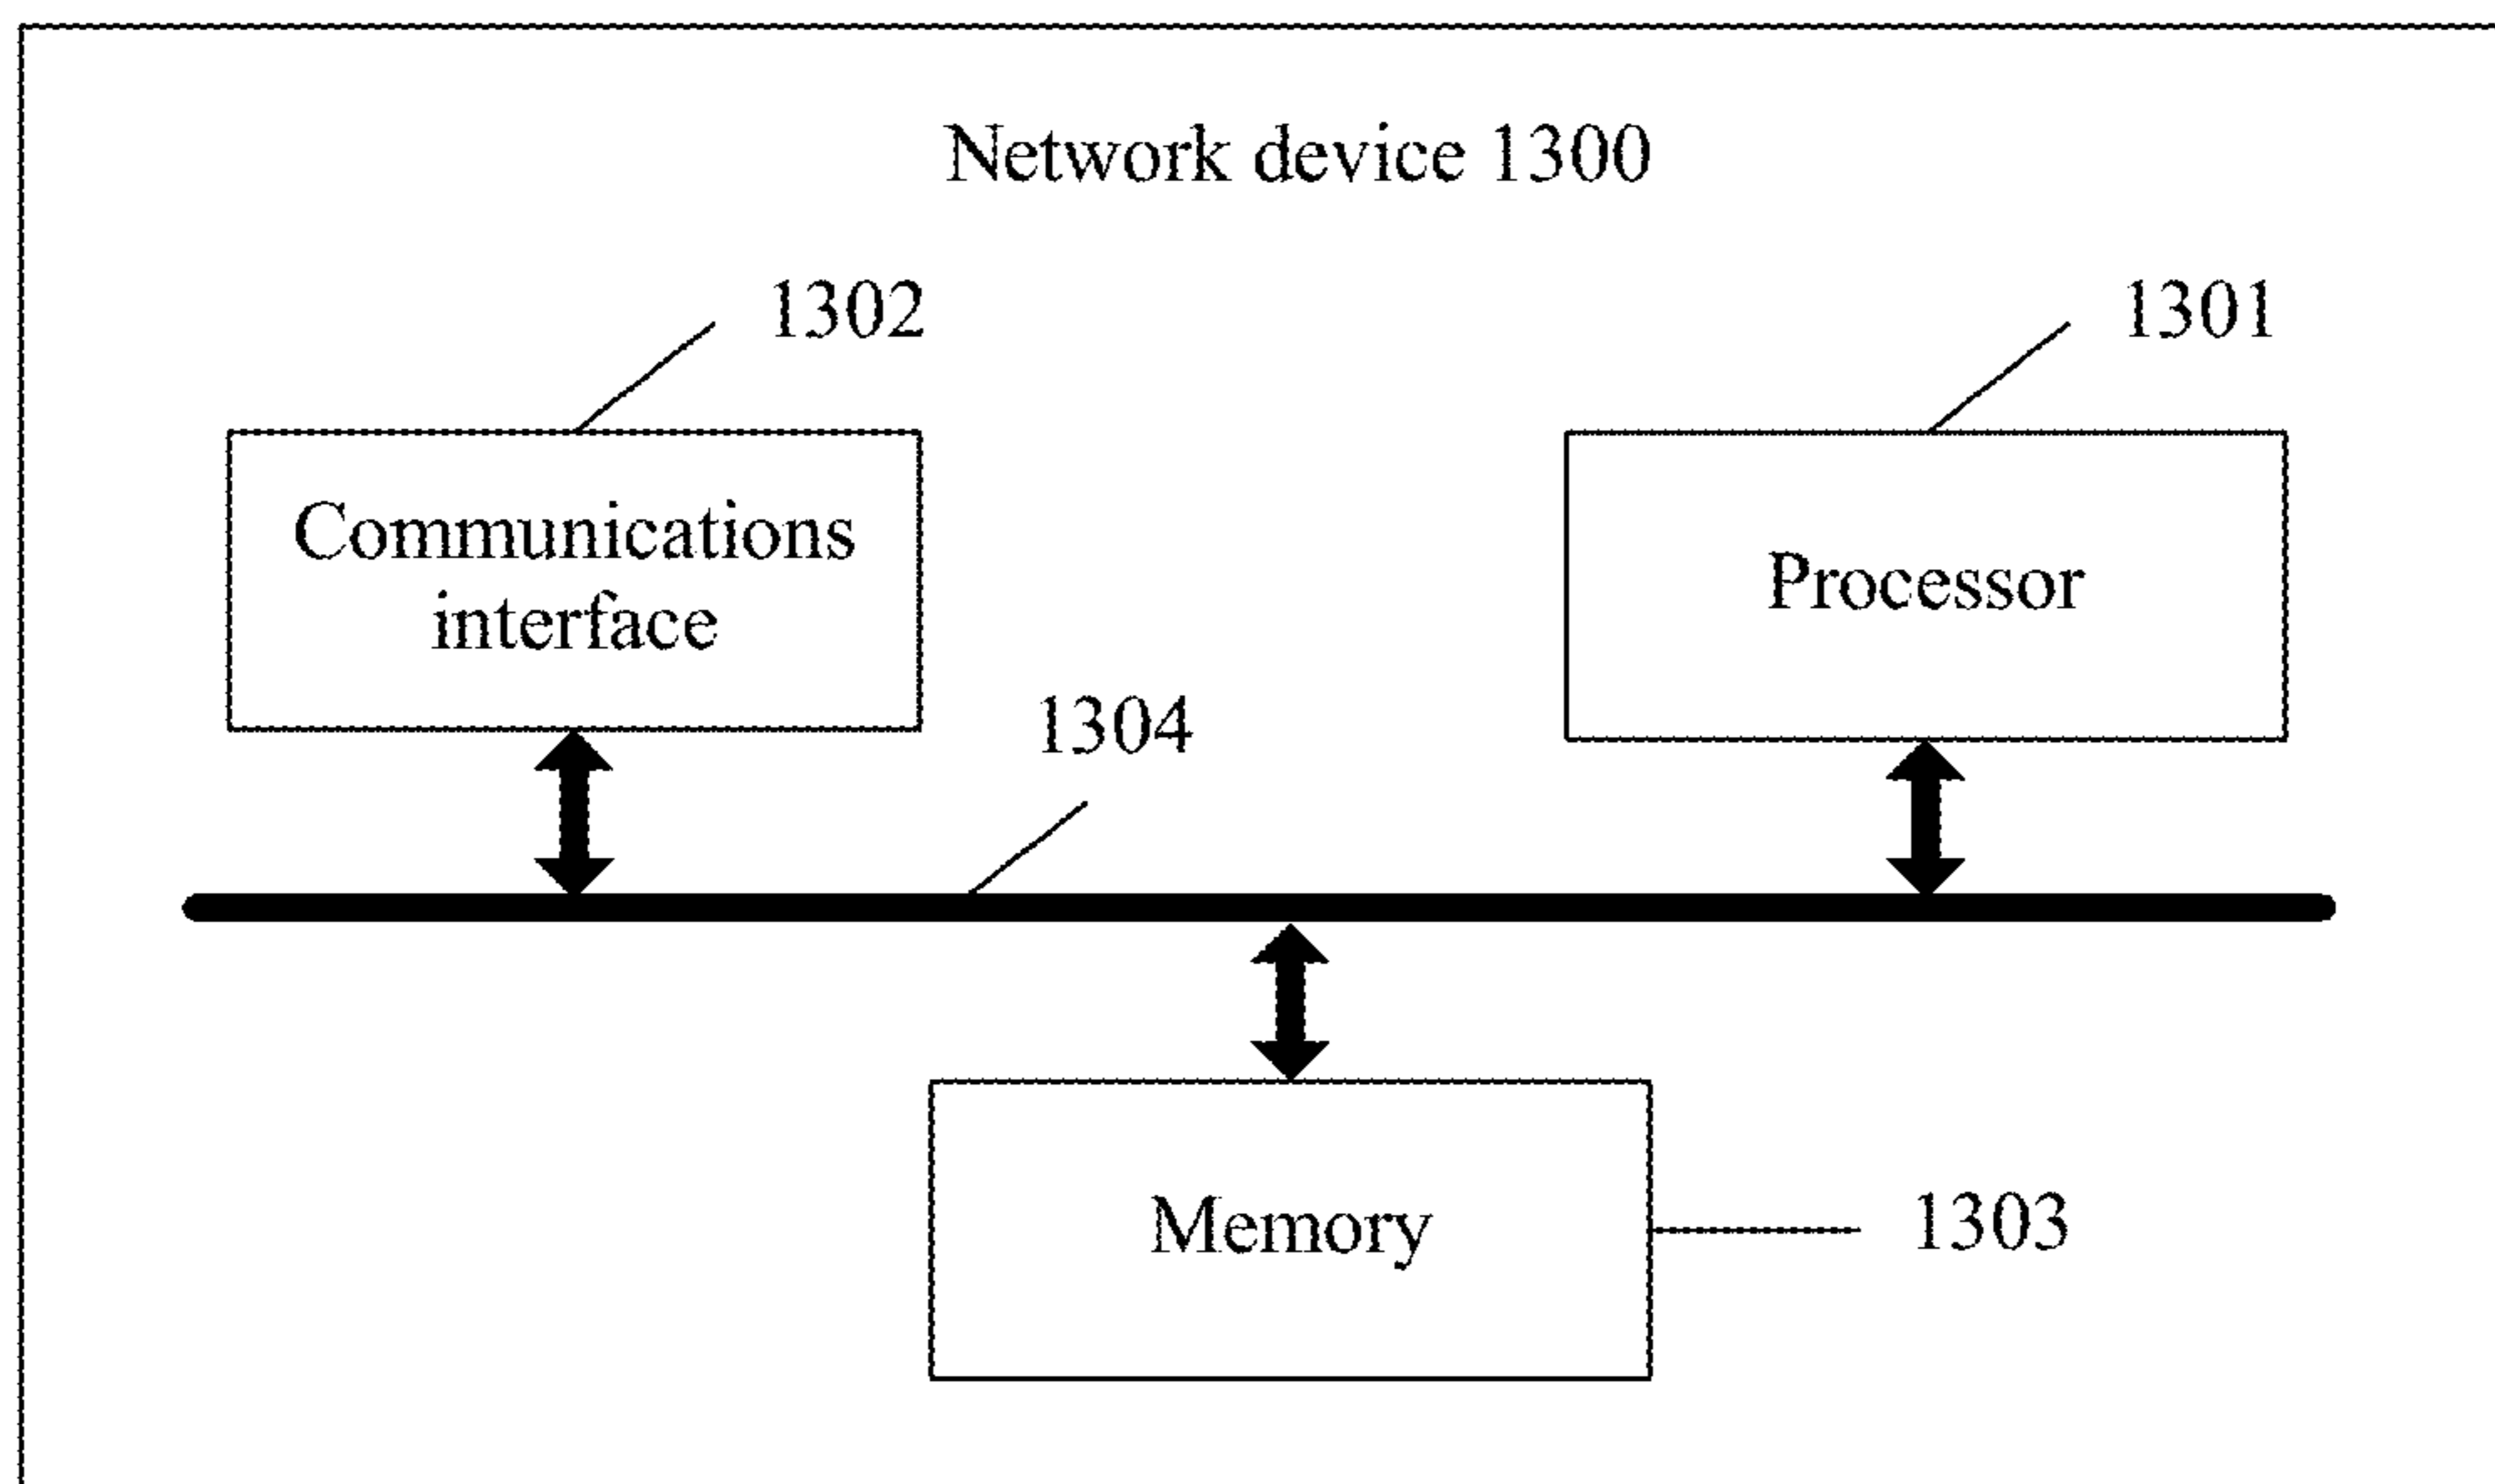 Network device 1300
1302
1301
Communications
interface
Processor
1304
Memory
1303